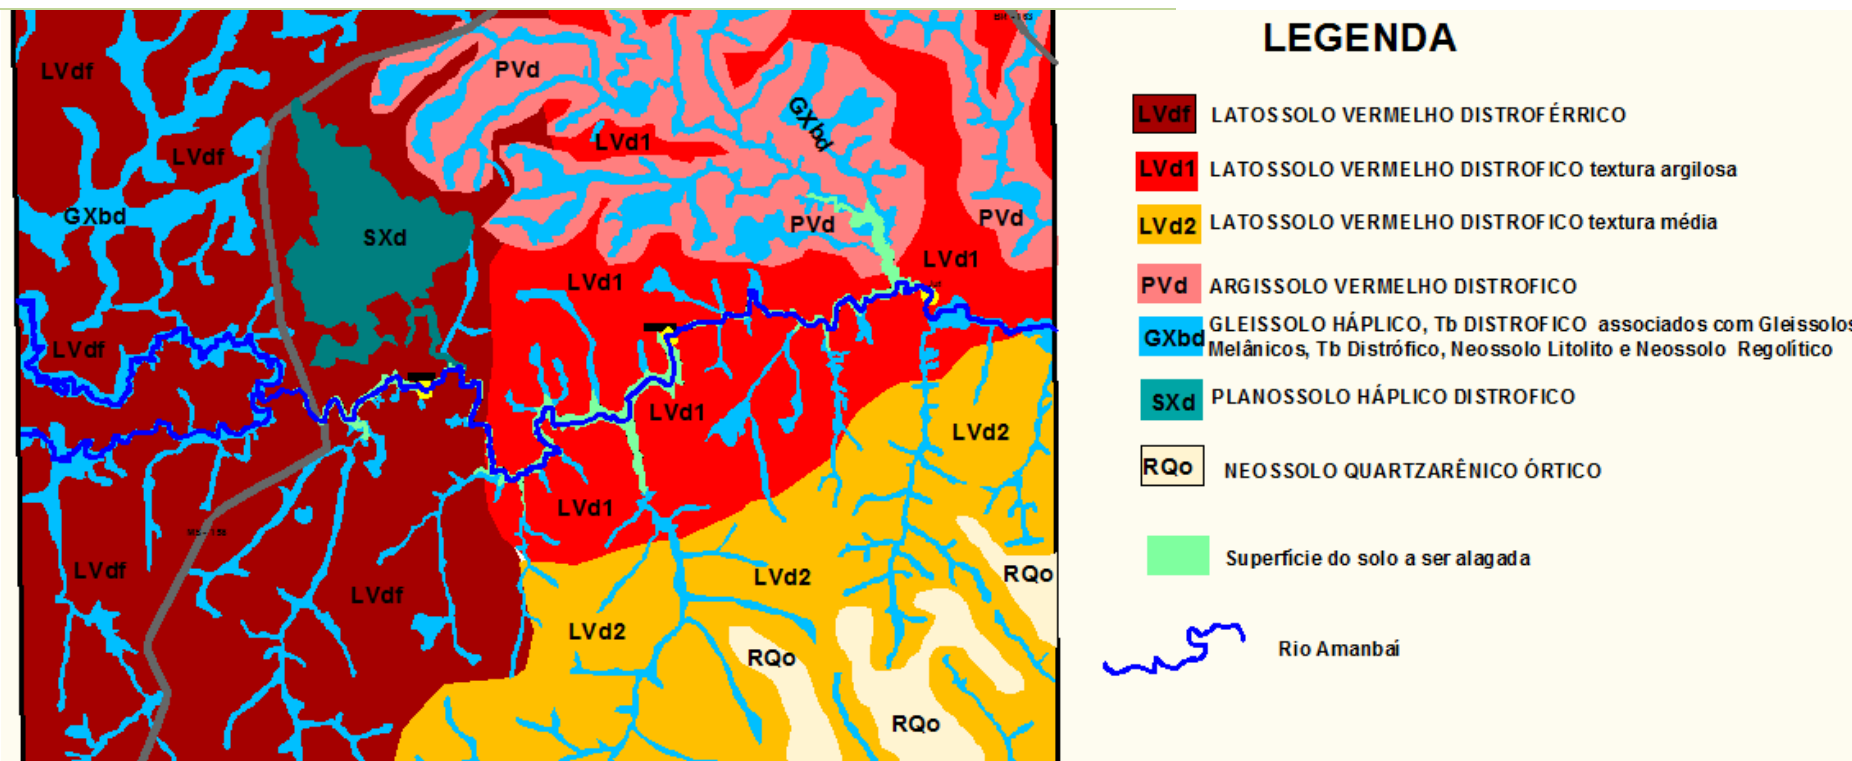 BR - 163
LVdf
PVd
GXbd
LVd1
LVdf
GXbd
PVd
PVd
SXd
LVd1
LVd1
LVdf
LVd1
LVd2
LVd1
LVdf
LVdf
LVd2
RQo
LVd2
RQo
RQo
LEGENDA
LVdf LATOSSOLO VERMELHO DISTROFÉRRICO
LVd1 LATOSSOLO VERMELHO DISTROFICO textura argilosa
LVd2 LATOSSOLO VERMELHO DISTROFICO textura média
PVd ARGISSOLO VERMELHO DISTROFICO
GXbd GLEISSOLO HÁPLICO, Tb DISTROFICO associados com Gleissolos
Melânicos, Tb Distrófico, Neossolo Litolito e Neossolo Regolítico
SXd PLANOSSOLO HÁPLICO DISTROFICO
RQo NEOSSOLO QUARTZARÊNICO ÓRTICO
Superfície do solo a ser alagada
Rio Amanbaí